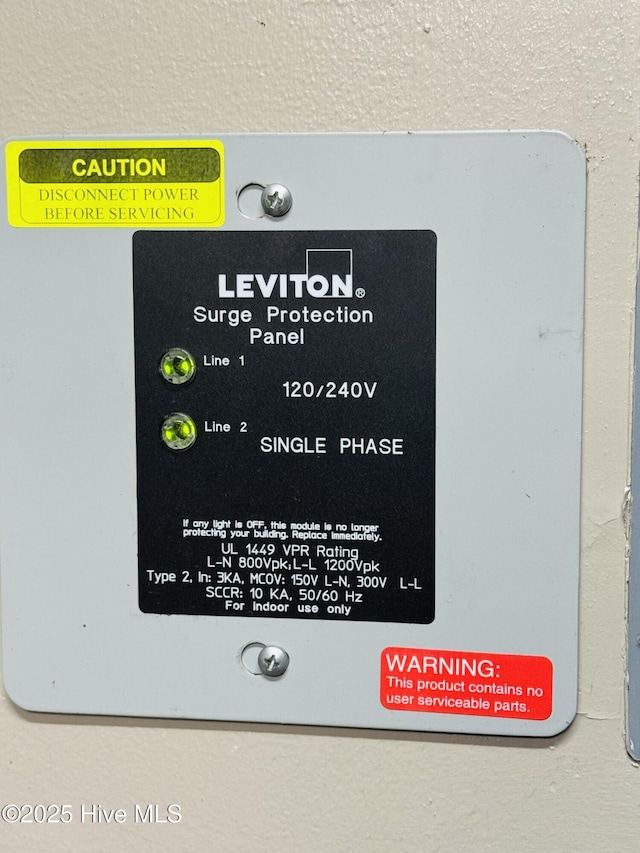 CAUTION
DISCONNECT POWER
BEFORE SERVICING
LEVITON®
Surge Protection
Panel
Line 1
120/240V
Line 2
SINGLE PHASE
If any light is OFF, this module is no longer
protecting your building. Replace immediately.
UL 1449 VPR Rating
L-N 800Vpk,L-L 1200Vpk
Type 2, In: 3KA, MCOV: 150V L-N, 300V L-L
SCCR: 10 KA, 50/60 Hz
For indoor use only
WARNING:
This product contains no
user serviceable parts.
©2025 Hive MLS